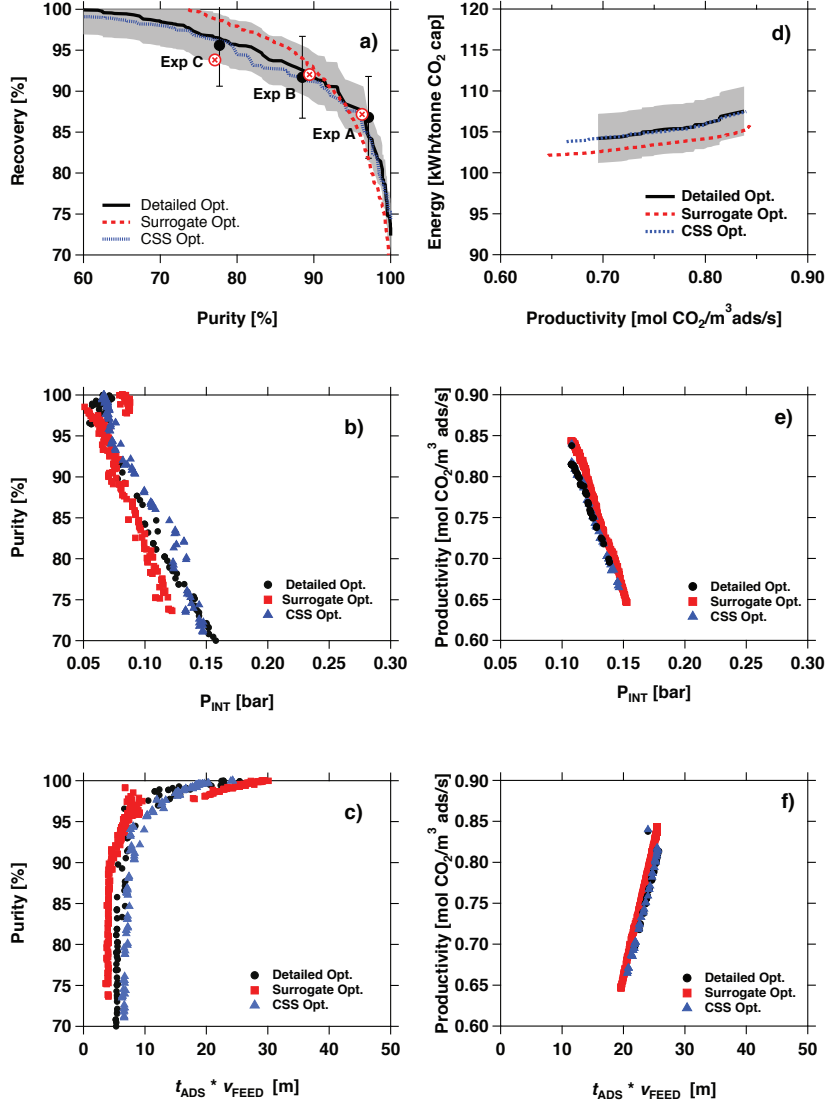 100
95
90
85
80
75
70
Recovery [%]
60
70
80
90
100
Purity [%]
a)
Exp C
Exp B
Exp A
Detailed Opt.
Surrogate Opt.
CSS Opt.
120
115
110
105
100
95
90
Energy [kWh/tonne CO2 cap]
0.60
0.70
0.80
0.90
Productivity [mol CO2/m3 ads/s]
d)
Detailed Opt.
Surrogate Opt.
CSS Opt.
100
95
90
85
80
75
70
Purity [%]
0.05
0.10
0.15
0.20
0.25
0.30
PINT [bar]
b)
Detailed Opt.
Surrogate Opt.
CSS Opt.
0.90
0.85
0.80
0.75
0.70
0.65
0.60
Productivity [mol CO2/m3 ads/s]
0.05
0.10
0.15
0.20
0.25
0.30
PINT [bar]
e)
Detailed Opt.
Surrogate Opt.
CSS Opt.
100
95
90
85
80
75
70
Purity [%]
0
10
20
30
40
50
tADS * vFEED [m]
c)
Detailed Opt.
Surrogate Opt.
CSS Opt.
0.90
0.85
0.80
0.75
0.70
0.65
0.60
Productivity [mol CO2/m3 ads/s]
0
10
20
30
40
50
tADS * vFEED [m]
f)
Detailed Opt.
Surrogate Opt.
CSS Opt.